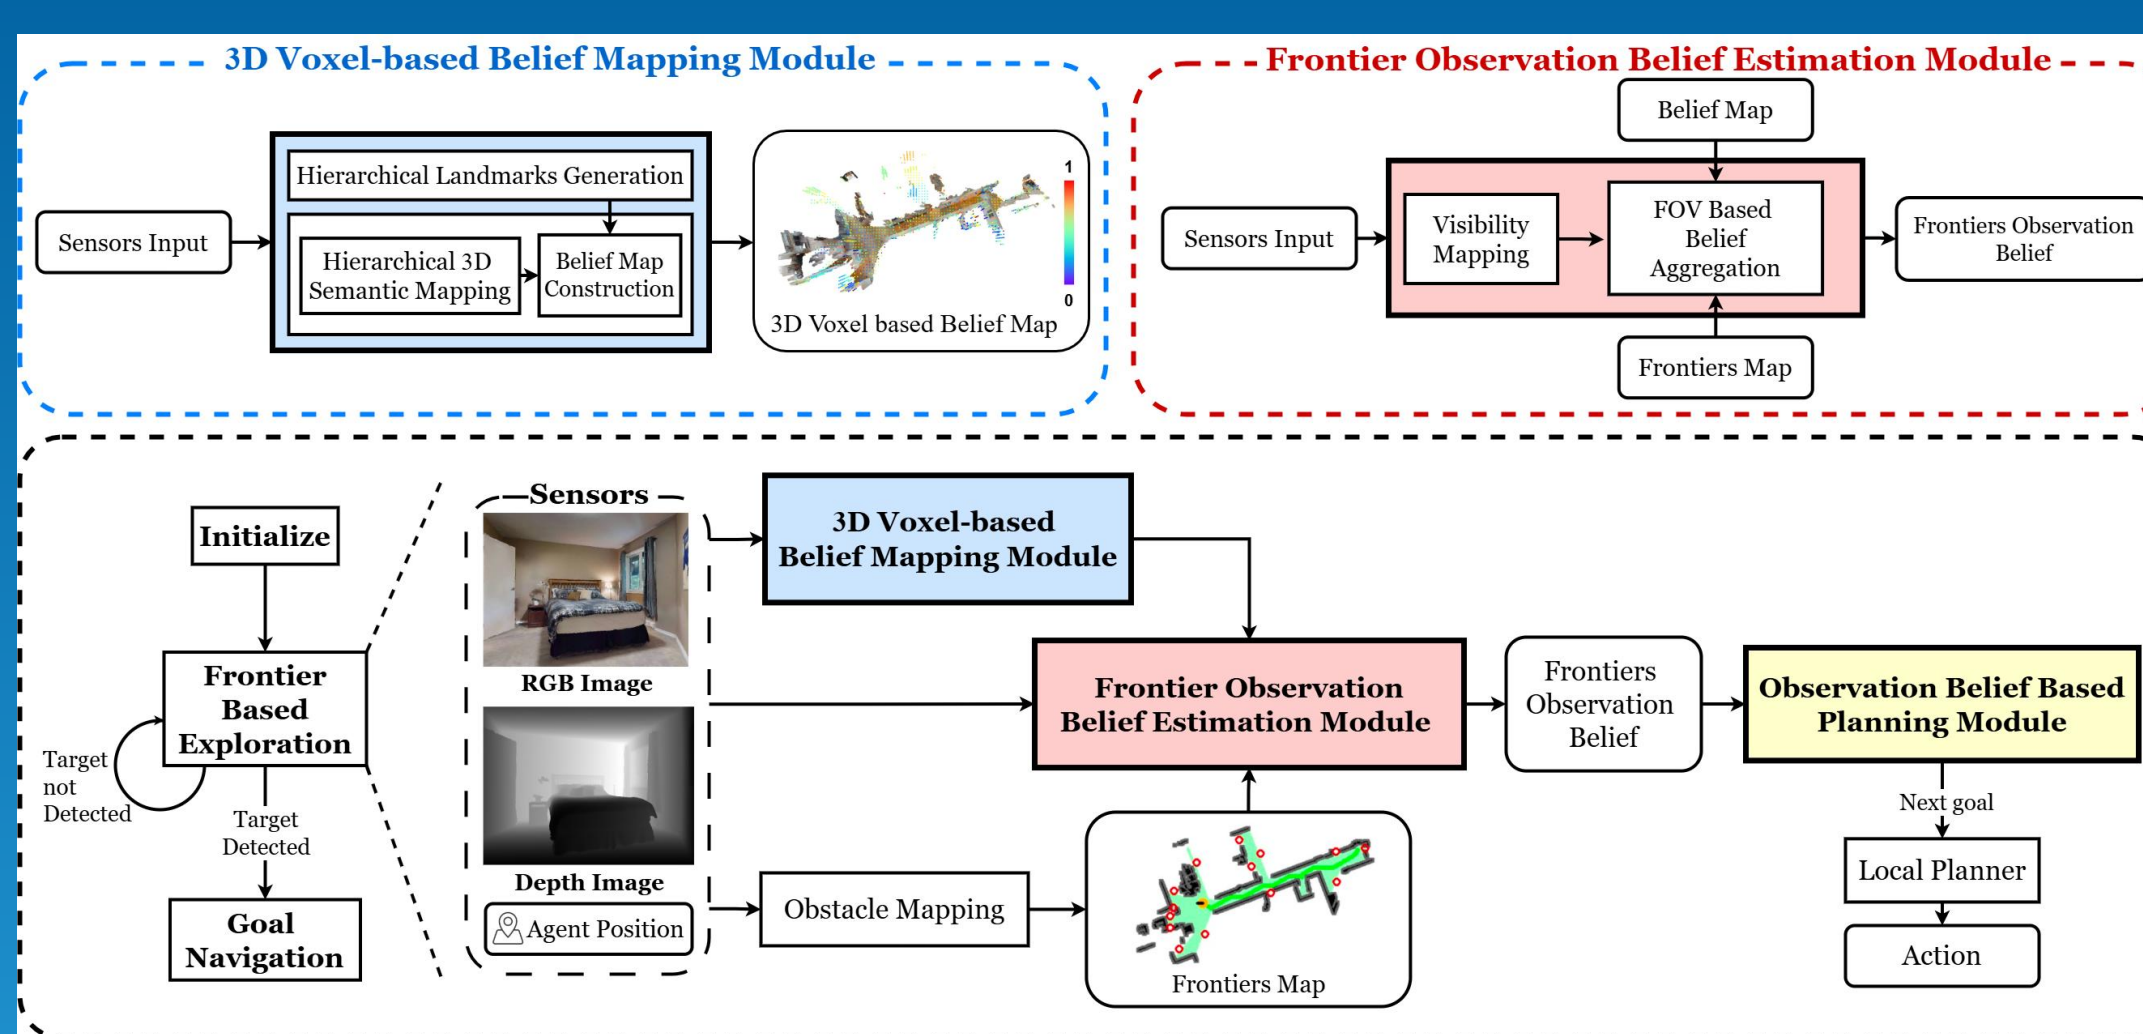 3D Voxel-based Belief Mapping Module
Sensors Input
Hierarchical Landmarks Generation
Hierarchical 3D
Semantic Mapping
Belief Map
Construction
1
0
3D Voxel based Belief Map
Frontier Observation Belief Estimation Module
Belief Map
Sensors Input
Visibility
Mapping
FOV Based
Belief
Aggregation
Frontiers Observation
Belief
Frontiers Map
Initialize
Frontier
Based
Exploration
Target
not
Detected
Target
Detected
Goal
Navigation
Sensors
RGB Image
Depth Image
Agent Position
3D Voxel-based
Belief Mapping Module
Frontier Observation
Belief Estimation Module
Obstacle Mapping
Frontiers Map
Frontiers
Observation
Belief
Observation Belief Based
Planning Module
Next goal
Local Planner
Action